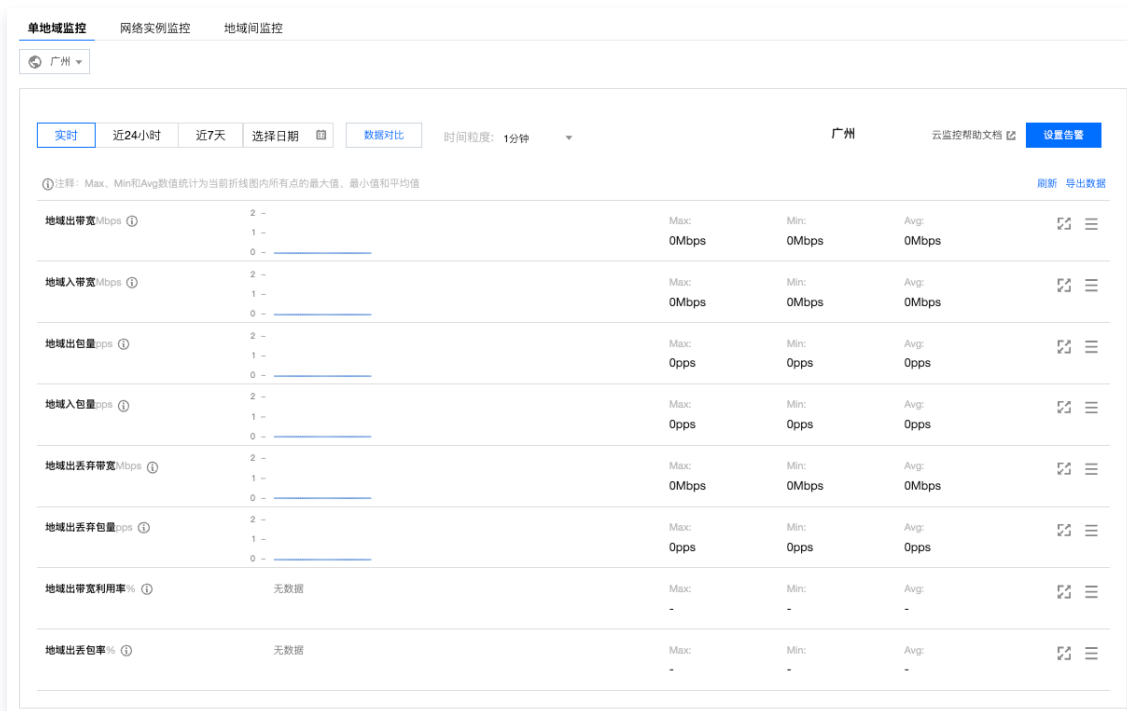 单地域监控 网络实例监控 地域间监控
广州
实时 近24小时 近7天 选择日期 数据对比 时间粒度: 1分钟 广州 云监控帮助文档 设置告警
注释: Max、Min和Avg数值统计为当前折线图内所有点的最大值、最小值和平均值 刷新 导出数据
地域出带宽Mbps 2 Max: Min: Avg:
1 0Mbps 0Mbps 0Mbps
0
地域入带宽Mbps 2 Max: Min: Avg:
1 0Mbps 0Mbps 0Mbps
0
地域出包量pps 2 Max: Min: Avg:
1 0pps 0pps 0pps
0
地域入包量pps 2 Max: Min: Avg:
1 0pps 0pps 0pps
0
地域出丢弃带宽Mbps 2 Max: Min: Avg:
1 0Mbps 0Mbps 0Mbps
0
地域出丢弃包量pps 2 Max: Min: Avg:
1 0pps 0pps 0pps
0
地域出带宽利用率% 无数据 Max: Min: Avg:
- - -
地域出丢包率% 无数据 Max: Min: Avg:
- - -